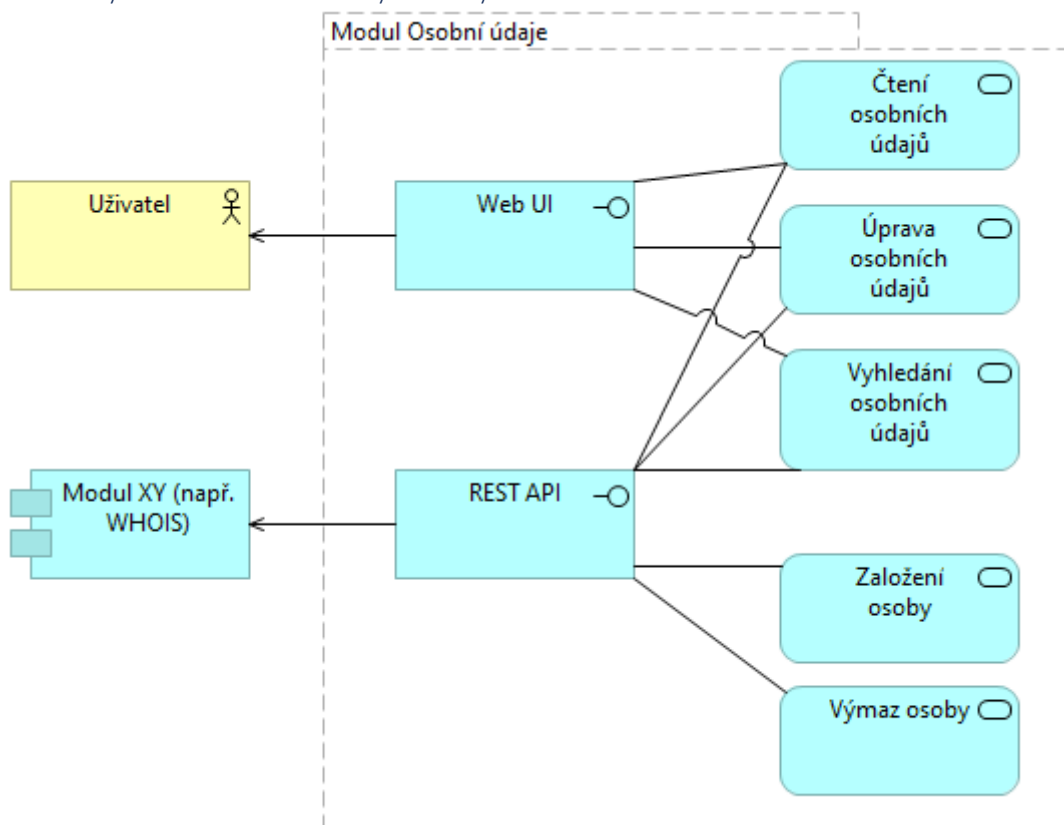 Modul Osobní údaje
Čtení
osobních
údajů
Uživatel
Web UI
Úprava
osobních
údajů
Vyhledání
osobních
údajů
Modul XY (např.
WHOIS)
REST API
Založení
osoby
Výmaz osoby